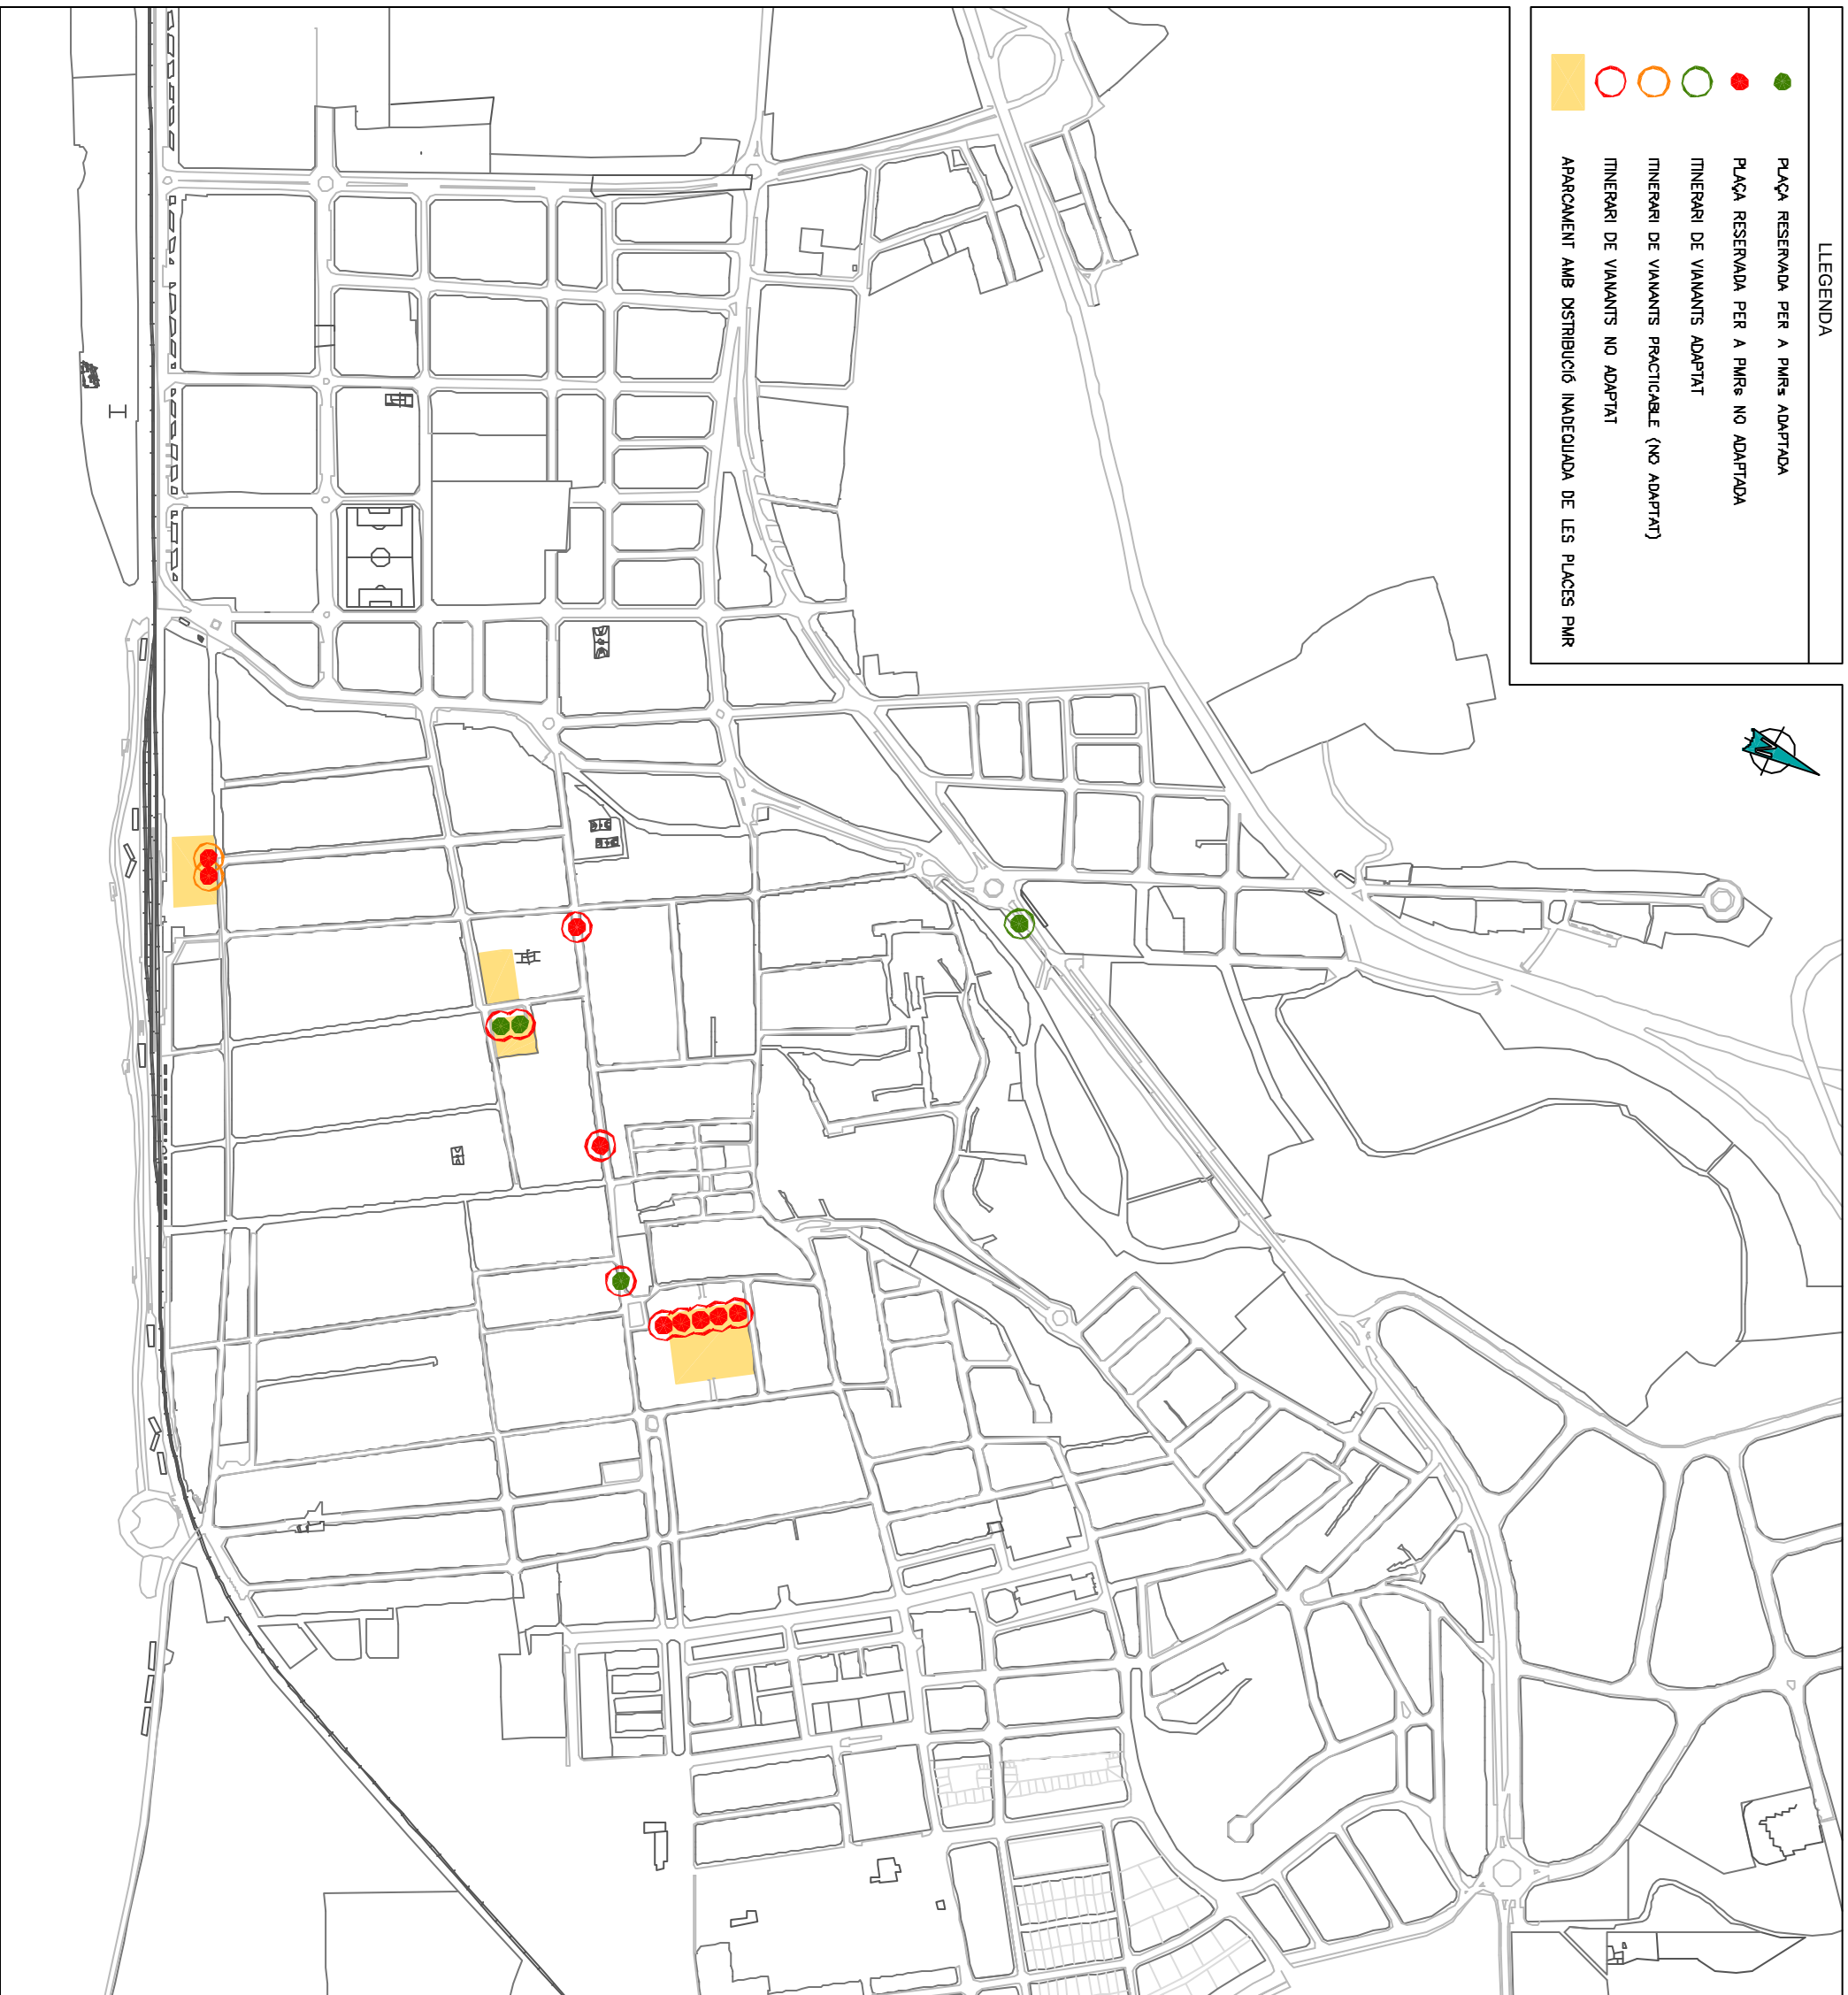 LLEGENDA
PLAÇA RESERVADA PER A PMRs ADAPTADA
PLAÇA RESERVADA PER A PMRs NO ADAPTADA
ITINERARI DE VIANANTS ADAPTAT
ITINERARI DE VIANANTS PRACTICABLE (NO ADAPTAT)
ITINERARI DE VIANANTS NO ADAPTAT
APARCAMENT AMB DISTRIBUCIÓ INADEQUADA DE LES PLACES PMR